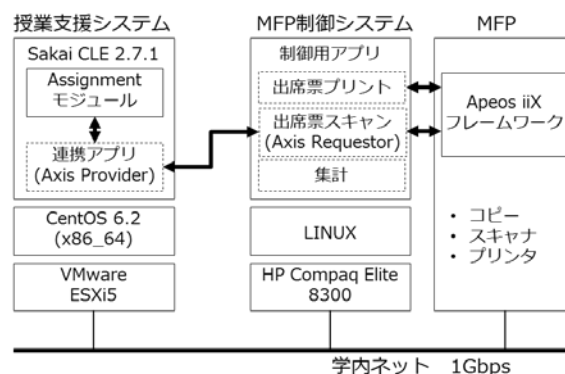 授業支援システム
Sakai CLE 2.7.1
Assignment
モジュール
連携アプリ
(Axis Provider)
CentOS 6.2
(x86_64)
VMware
ESXi5
MFP制御システム
制御用アプリ
出席票プリント
出席票スキャン
(Axis Requestor)
集計
LINUX
HP Compaq Elite
8300
MFP
Apeos iiX
フレームワーク
・ コピー
・ スキャナ
・ プリンタ
学内ネット 1Gbps